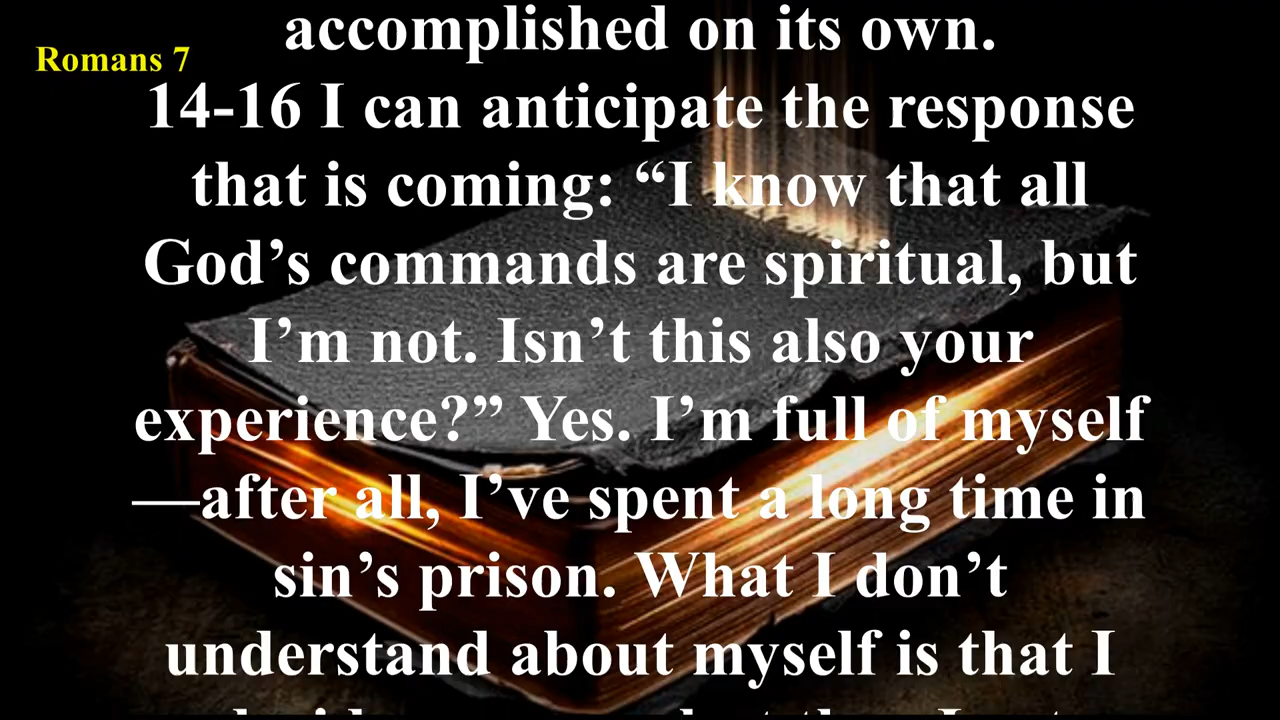 accomplished on its own.
Romans 7
14-16 I can anticipate the response
that is coming: “I know that all
God’s commands are spiritual, but
I’m not. Isn’t this also your
experience?” Yes. I’m full of myself
—after all, I’ve spent a long time in
sin’s prison. What I don’t
understand about myself is that I